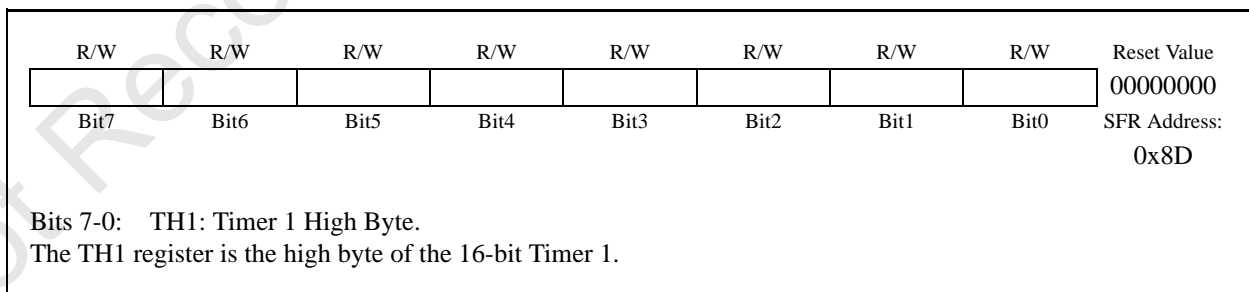 R/W R/W R/W R/W R/W R/W R/W R/W Reset Value
00000000
Bit7 Bit6 Bit5 Bit4 Bit3 Bit2 Bit1 Bit0 SFR Address:
0x8D
Bits 7-0: TH1: Timer 1 High Byte.
The TH1 register is the high byte of the 16-bit Timer 1.